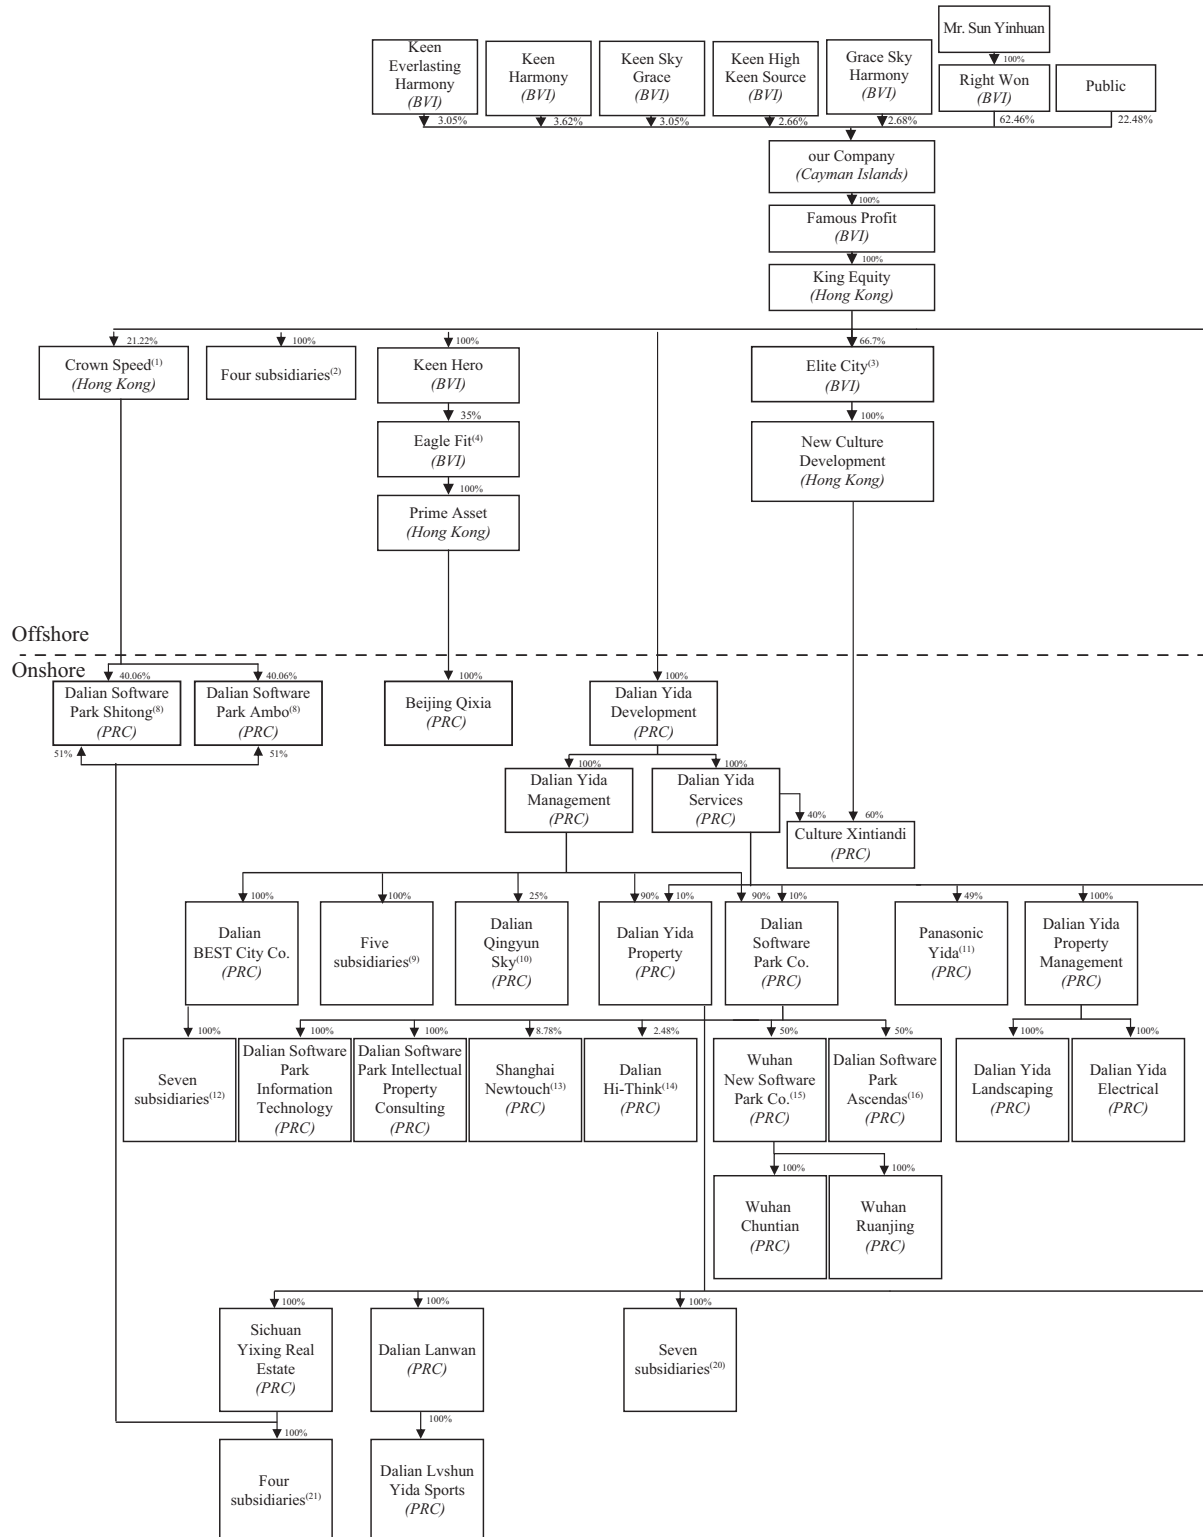 Mr. Sun Yinhuan
100%
Keen
Everlasting
Harmony
(BVI)
Keen
Harmony
(BVI)
Keen Sky
Grace
(BVI)
Keen High
Keen Source
(BVI)
Grace Sky
Harmony
(BVI)
Right Won
(BVI)
Public
3.05%
3.62%
3.05%
2.66%
2.68%
62.46%
22.48%
our Company
(Cayman Islands)
100%
Famous Profit
(BVI)
100%
King Equity
(Hong Kong)
21.22%
100%
100%
66.7%
Crown Speed(1)
(Hong Kong)
Four subsidiaries(2)
Keen Hero
(BVI)
Elite City(3)
(BVI)
35%
100%
Eagle Fit(4)
(BVI)
New Culture
Development
(Hong Kong)
100%
Prime Asset
(Hong Kong)
Offshore
Onshore
40.06%
40.06%
100%
100%
Dalian Software
Park Shitong(8)
(PRC)
Dalian Software
Park Ambo(8)
(PRC)
Beijing Qixia
(PRC)
Dalian Yida
Development
(PRC)
51%
51%
100%
100%
Dalian Yida
Management
(PRC)
Dalian Yida
Services
(PRC)
40%
60%
Culture Xintiandi
(PRC)
100%
100%
25%
90%
10%
90%
10%
49%
100%
Dalian
BEST City Co.
(PRC)
Five
subsidiaries(9)
Dalian
Qingyun
Sky(10)
(PRC)
Dalian Yida
Property
(PRC)
Dalian
Software
Park Co.
(PRC)
Panasonic
Yida(11)
(PRC)
Dalian Yida
Property
Management
(PRC)
100%
100%
100%
8.78%
2.48%
50%
50%
100%
100%
Seven
subsidiaries(12)
Dalian Software
Park
Information
Technology
(PRC)
Dalian Software
Park Intellectual
Property
Consulting
(PRC)
Shanghai
Newtouch(13)
(PRC)
Dalian
Hi-Think(14)
(PRC)
Wuhan
New Software
Park Co.(15)
(PRC)
Dalian Software
Park
Ascendas(16)
(PRC)
Dalian Yida
Landscaping
(PRC)
Dalian Yida
Electrical
(PRC)
100%
100%
Wuhan
Chuntian
(PRC)
Wuhan
Ruanjing
(PRC)
100%
100%
100%
Sichuan
Yixing Real
Estate
(PRC)
Dalian Lanwan
(PRC)
Seven
subsidiaries(20)
100%
100%
Four
subsidiaries(21)
Dalian Lvshun
Yida Sports
(PRC)